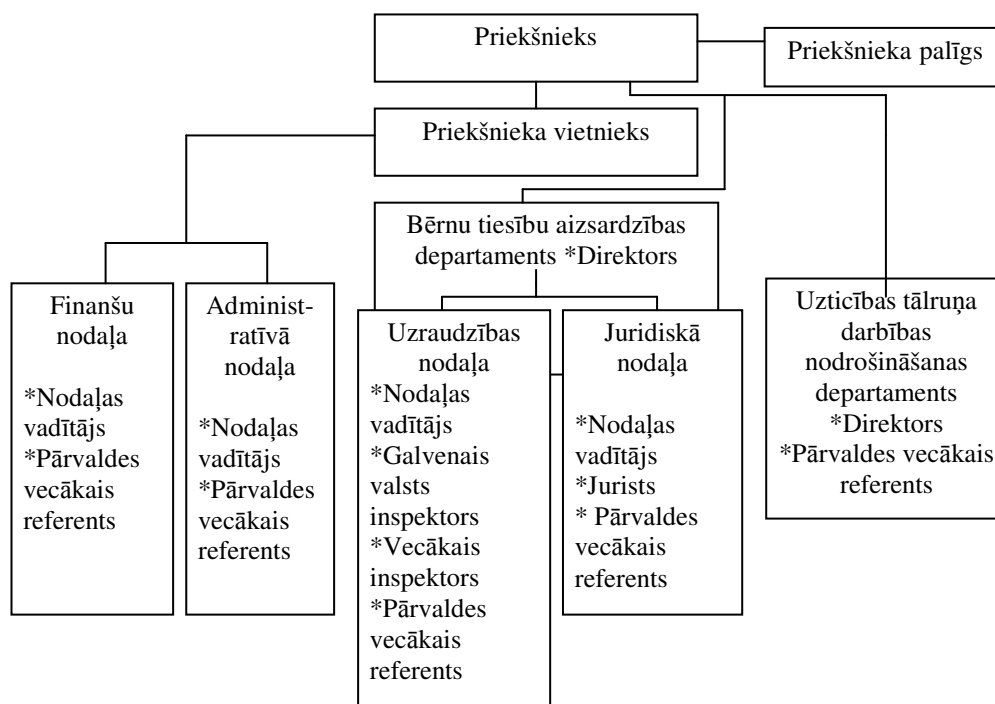 Priekšnieks
Priekšnieka palīgs
Priekšnieka vietnieks
Bērnu tiesību aizsardzības
departaments *Direktors
Finanšu
nodaļa
*Nodaļas
vadītājs
*Pārvaldes
vecākais
referents
Administ-
ratīvā
nodaļa
*Nodaļas
vadītājs
*Pārvaldes
vecākais
referents
Uzraudzības
nodaļa
*Nodaļas
vadītājs
*Galvenais
valsts
inspektors
*Vecākais
inspektors
*Pārvaldes
vecākais
referents
Juridiskā
nodaļa
*Nodaļas
vadītājs
*Jurists
* Pārvaldes
vecākais
referents
Uzticības tālruņa
darbības
nodrošināšanas
departaments
*Direktors
*Pārvaldes vecākais
referents